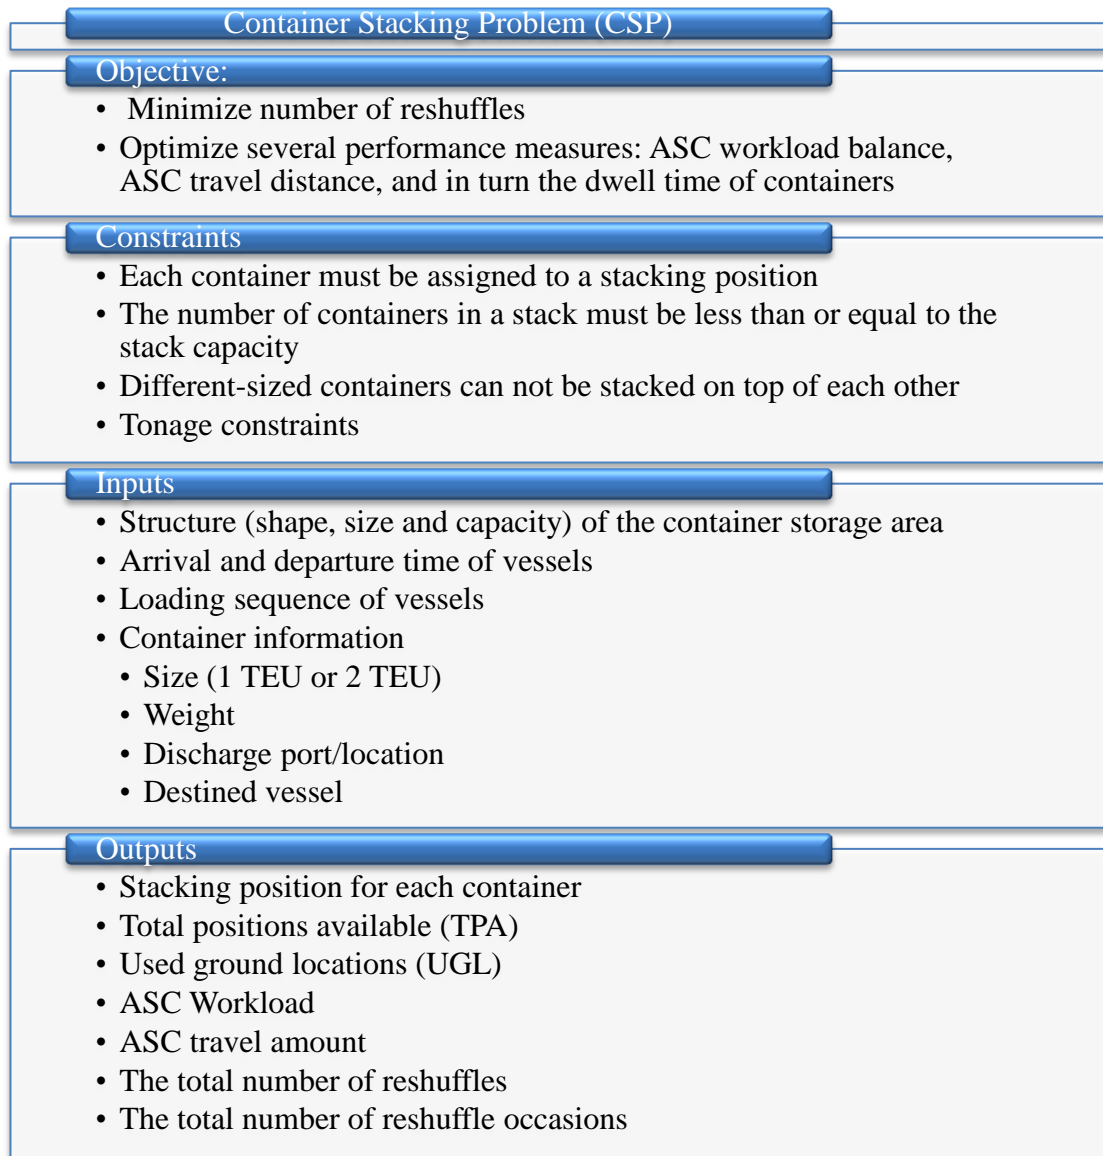 Container Stacking Problem (CSP)
Objective:
• Minimize number of reshuffles
• Optimize several performance measures: ASC workload balance,
ASC travel distance, and in turn the dwell time of containers
Constraints
• Each container must be assigned to a stacking position
• The number of containers in a stack must be less than or equal to the
stack capacity
• Different-sized containers can not be stacked on top of each other
• Tonage constraints
Inputs
• Structure (shape, size and capacity) of the container storage area
• Arrival and departure time of vessels
• Loading sequence of vessels
• Container information
• Size (1 TEU or 2 TEU)
• Weight
• Discharge port/location
• Destined vessel
Outputs
• Stacking position for each container
• Total positions available (TPA)
• Used ground locations (UGL)
• ASC Workload
• ASC travel amount
• The total number of reshuffles
• The total number of reshuffle occasions